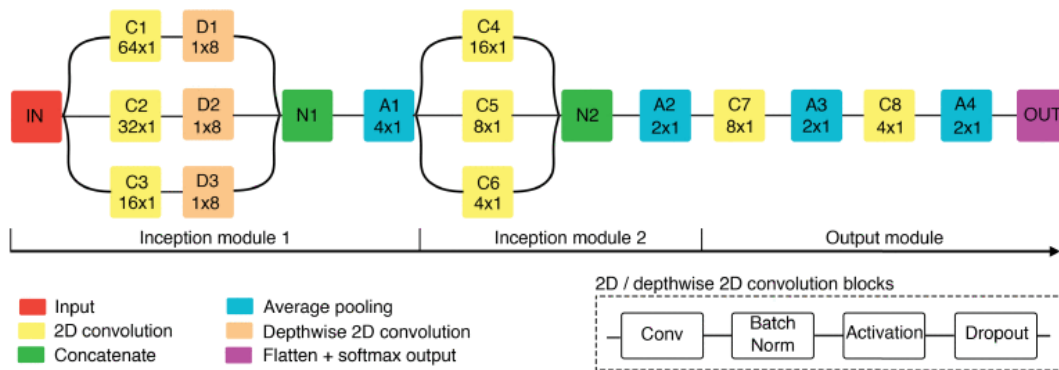 C1
64x1
D1
1x8
C4
16x1
IN
C2
32x1
D2
1x8
N1
A1
4x1
C5
8x1
N2
A2
2x1
C7
8x1
A3
2x1
C8
4x1
A4
2x1
OUT
C3
16x1
D3
1x8
C6
4x1
Inception module 1
Inception module 2
Output module
Input
2D convolution
Concatenate
Average pooling
Depthwise 2D convolution
Flatten + softmax output
2D / depthwise 2D convolution blocks
Conv
Batch
Norm
Activation
Dropout